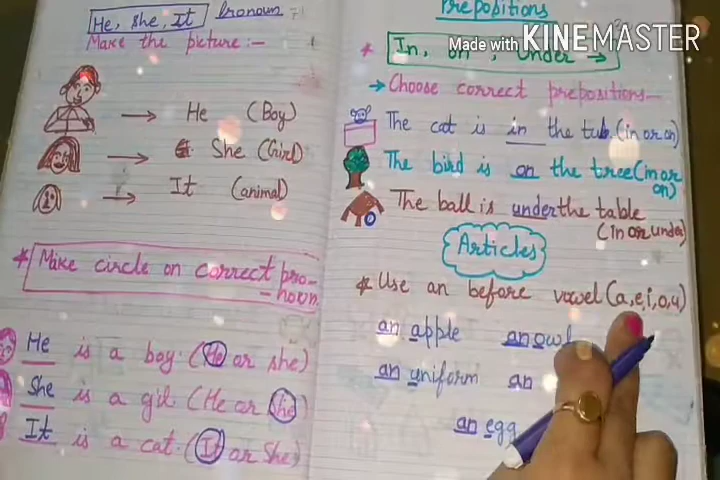 He, She, It pronoun
Make the picture :-
He (Boy)
She (Girl)
It (animal)
* Make circle on correct pro-
- noun.
He is a boy. (He or she)
She is a gil. (He or She)
It is a cat. (It or She)
Prepositions
Made with KINEMASTER
* In, on, under →
→ Choose correct prepositions—
The cat is in the tub. (in or on)
The bird is on the tree (in or
on)
The ball is under the table
(in or under)
Articles
* Use an before vowel (a, e, i, o, u)
an apple an owl
an uniform an
an egg